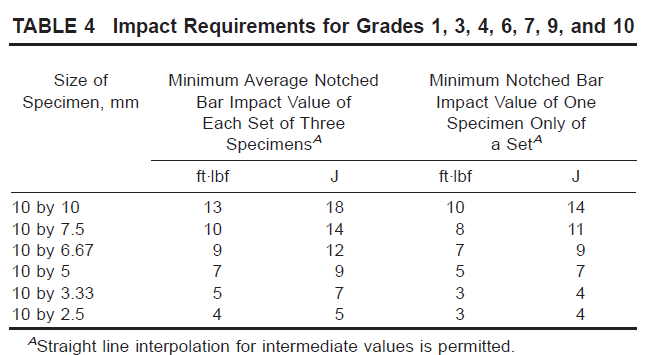 TABLE 4 Impact Requirements for Grades 1, 3, 4, 6, 7, 9, and 10
Size of Specimen, mm
Minimum Average Notched Bar Impact Value of Each Set of Three Specimens^A
Minimum Notched Bar Impact Value of One Specimen Only of a Set^A
ft·lbf J ft·lbf J
10 by 10 13 18 10 14
10 by 7.5 10 14 8 11
10 by 6.67 9 12 7 9
10 by 5 7 9 5 7
10 by 3.33 5 7 3 4
10 by 2.5 4 5 3 4
^AStraight line interpolation for intermediate values is permitted.